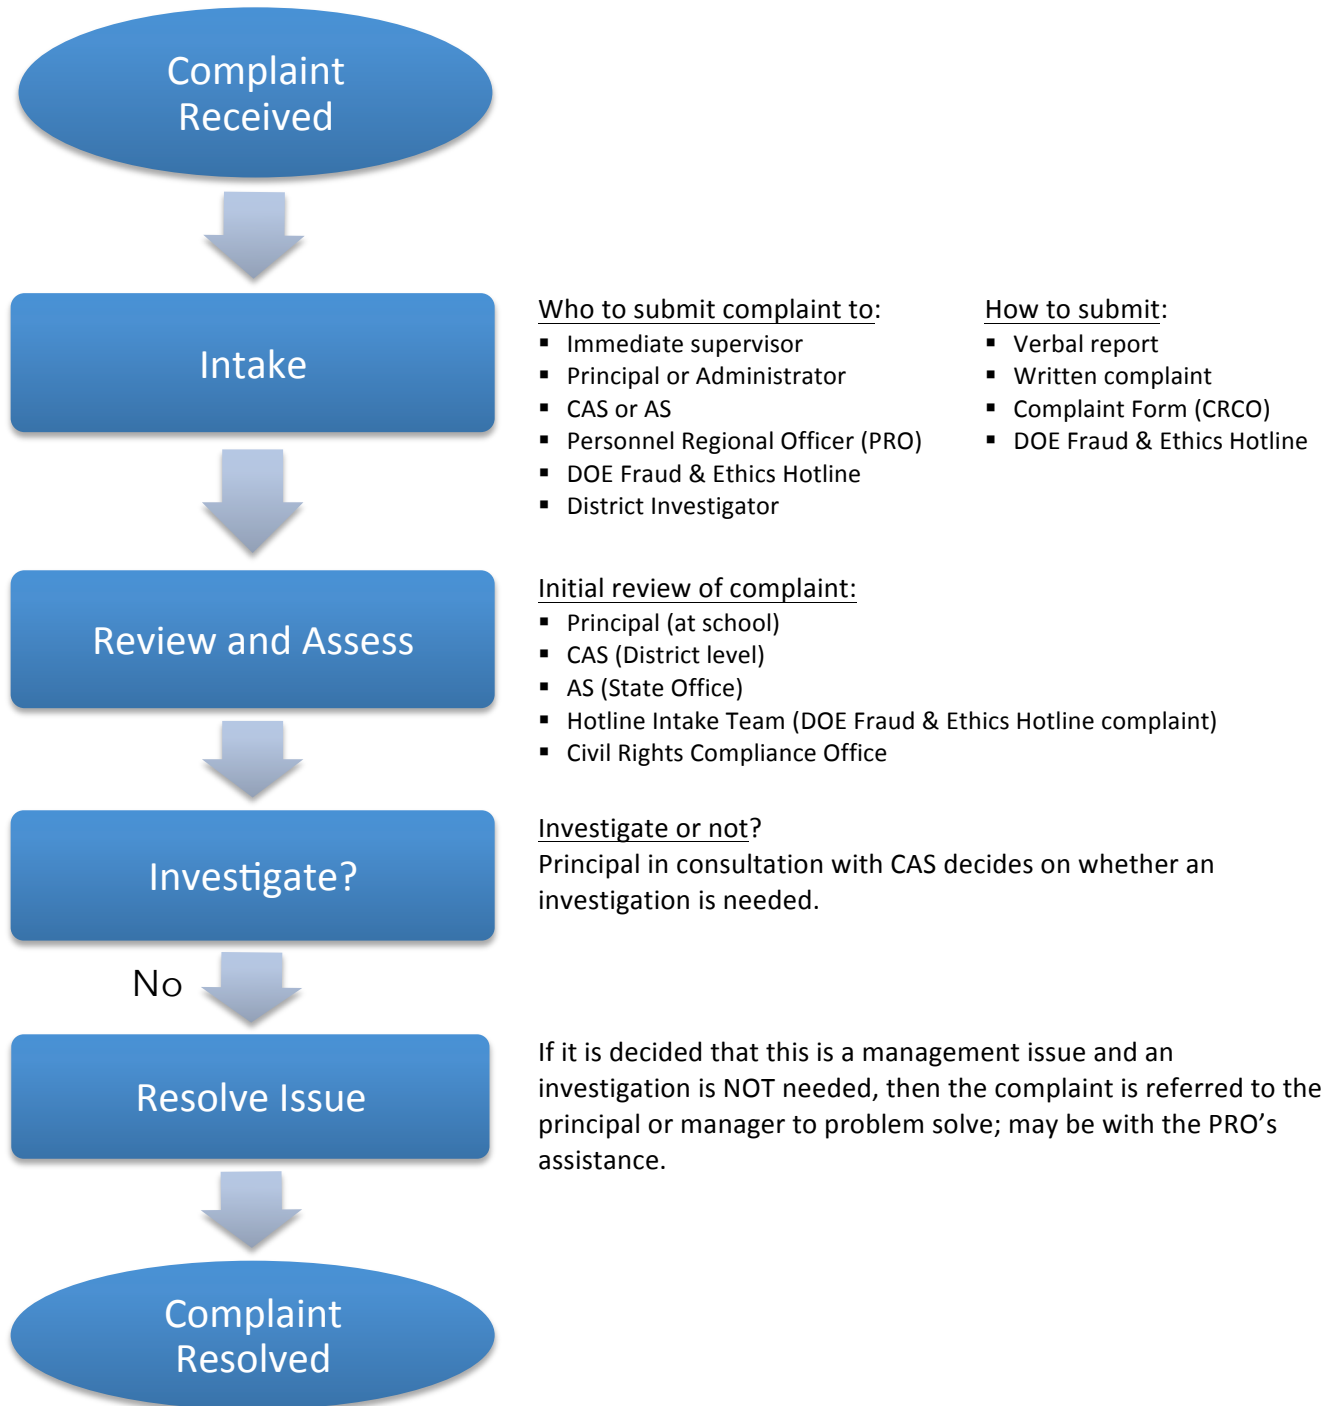 Complaint
Received
Intake
Who to submit complaint to:
▪ Immediate supervisor
▪ Principal or Administrator
▪ CAS or AS
▪ Personnel Regional Officer (PRO)
▪ DOE Fraud & Ethics Hotline
▪ District Investigator
How to submit:
▪ Verbal report
▪ Written complaint
▪ Complaint Form (CRCO)
▪ DOE Fraud & Ethics Hotline
Review and Assess
Initial review of complaint:
▪ Principal (at school)
▪ CAS (District level)
▪ AS (State Office)
▪ Hotline Intake Team (DOE Fraud & Ethics Hotline complaint)
▪ Civil Rights Compliance Office
Investigate?
Investigate or not?
Principal in consultation with CAS decides on whether an
investigation is needed.
No
Resolve Issue
If it is decided that this is a management issue and an
investigation is NOT needed, then the complaint is referred to the
principal or manager to problem solve; may be with the PRO’s
assistance.
Complaint
Resolved